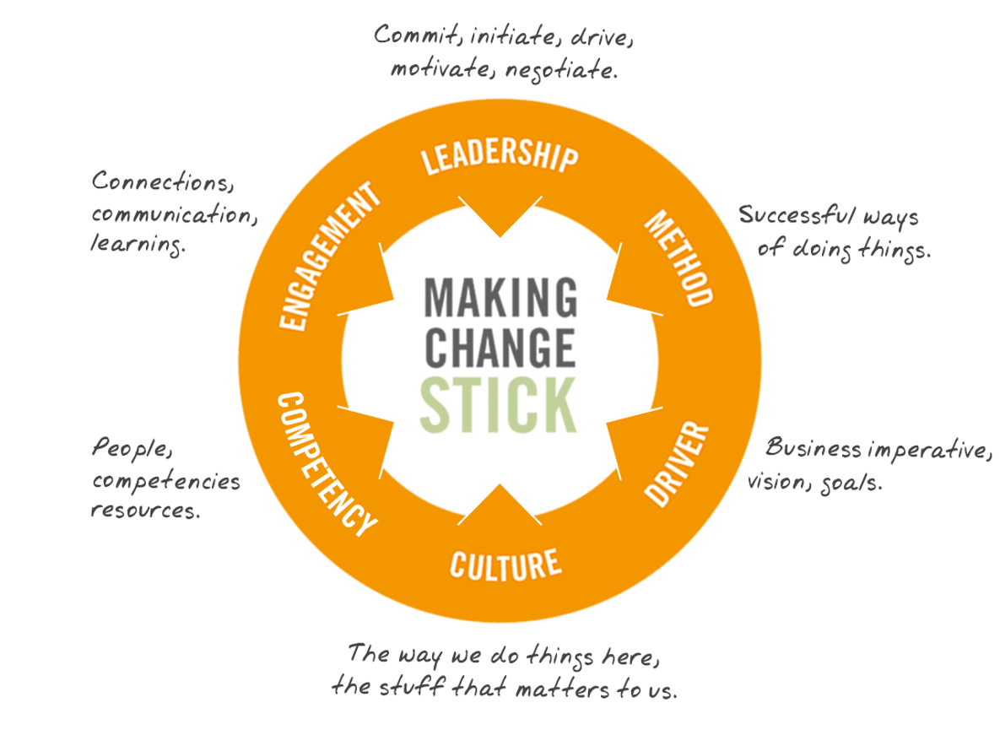 Commit, initiate, drive,
motivate, negotiate.
LEADERSHIP
Connections,
communication,
learning.
ENGAGEMENT
METHOD
Successful ways
of doing things.
MAKING
CHANGE
STICK
People,
competencies
resources.
COMPETENCY
DRIVER
Business imperative,
vision, goals.
CULTURE
The way we do things here,
the stuff that matters to us.